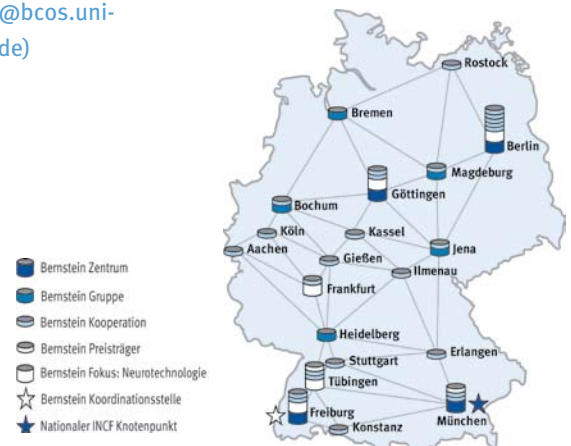 @bcos.uni-
de)
Rostock
Bremen
Berlin
Magdeburg
Göttingen
Bochum
Köln
Kassel
Jena
Aachen
Gießen
Ilmenau
Bernstein Zentrum
Frankfurt
Bernstein Gruppe
Bernstein Kooperation
Heidelberg
Bernstein Preisträger
Stuttgart
Erlangen
Bernstein Fokus: Neurotechnologie
Tübingen
Bernstein Koordinationsstelle
Freiburg
München
Nationaler INCF Knotenpunkt
Konstanz